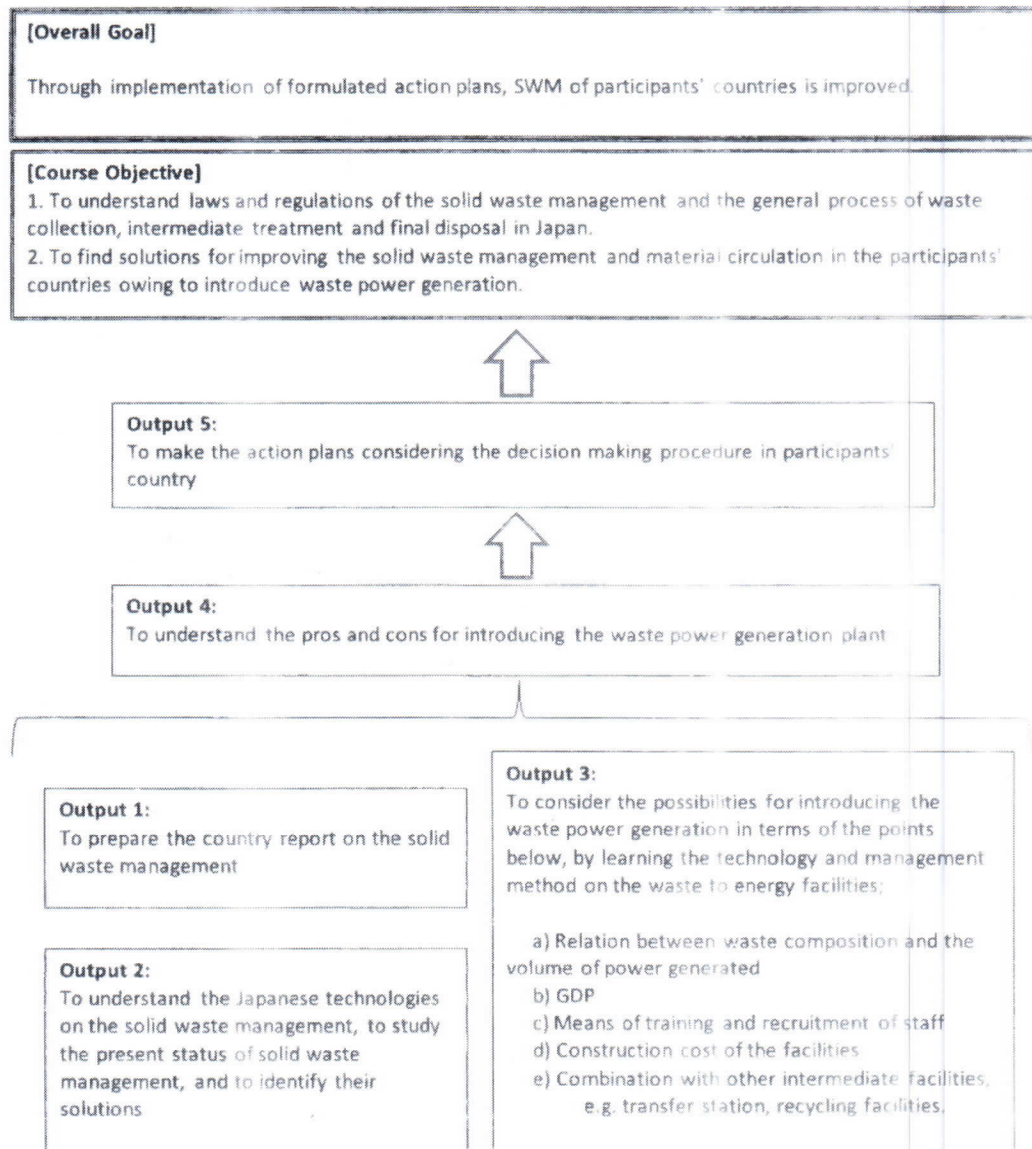 [Overall Goal]
Through implementation of formulated action plans, SWM of participants' countries is improved.
[Course Objective]
1. To understand laws and regulations of the solid waste management and the general process of waste
collection, intermediate treatment and final disposal in Japan.
2. To find solutions for improving the solid waste management and material circulation in the participants'
countries owing to introduce waste power generation.
Output 5:
To make the action plans considering the decision making procedure in participants'
country
Output 4:
To understand the pros and cons for introducing the waste power generation plant
Output 1:
To prepare the country report on the solid
waste management
Output 2:
To understand the Japanese technologies
on the solid waste management, to study
the present status of solid waste
management, and to identify their
solutions
Output 3:
To consider the possibilities for introducing the
waste power generation in terms of the points
below, by learning the technology and management
method on the waste to energy facilities;
a) Relation between waste composition and the
volume of power generated
b) GDP
c) Means of training and recruitment of staff
d) Construction cost of the facilities
e) Combination with other intermediate facilities,
e.g. transfer station, recycling facilities.